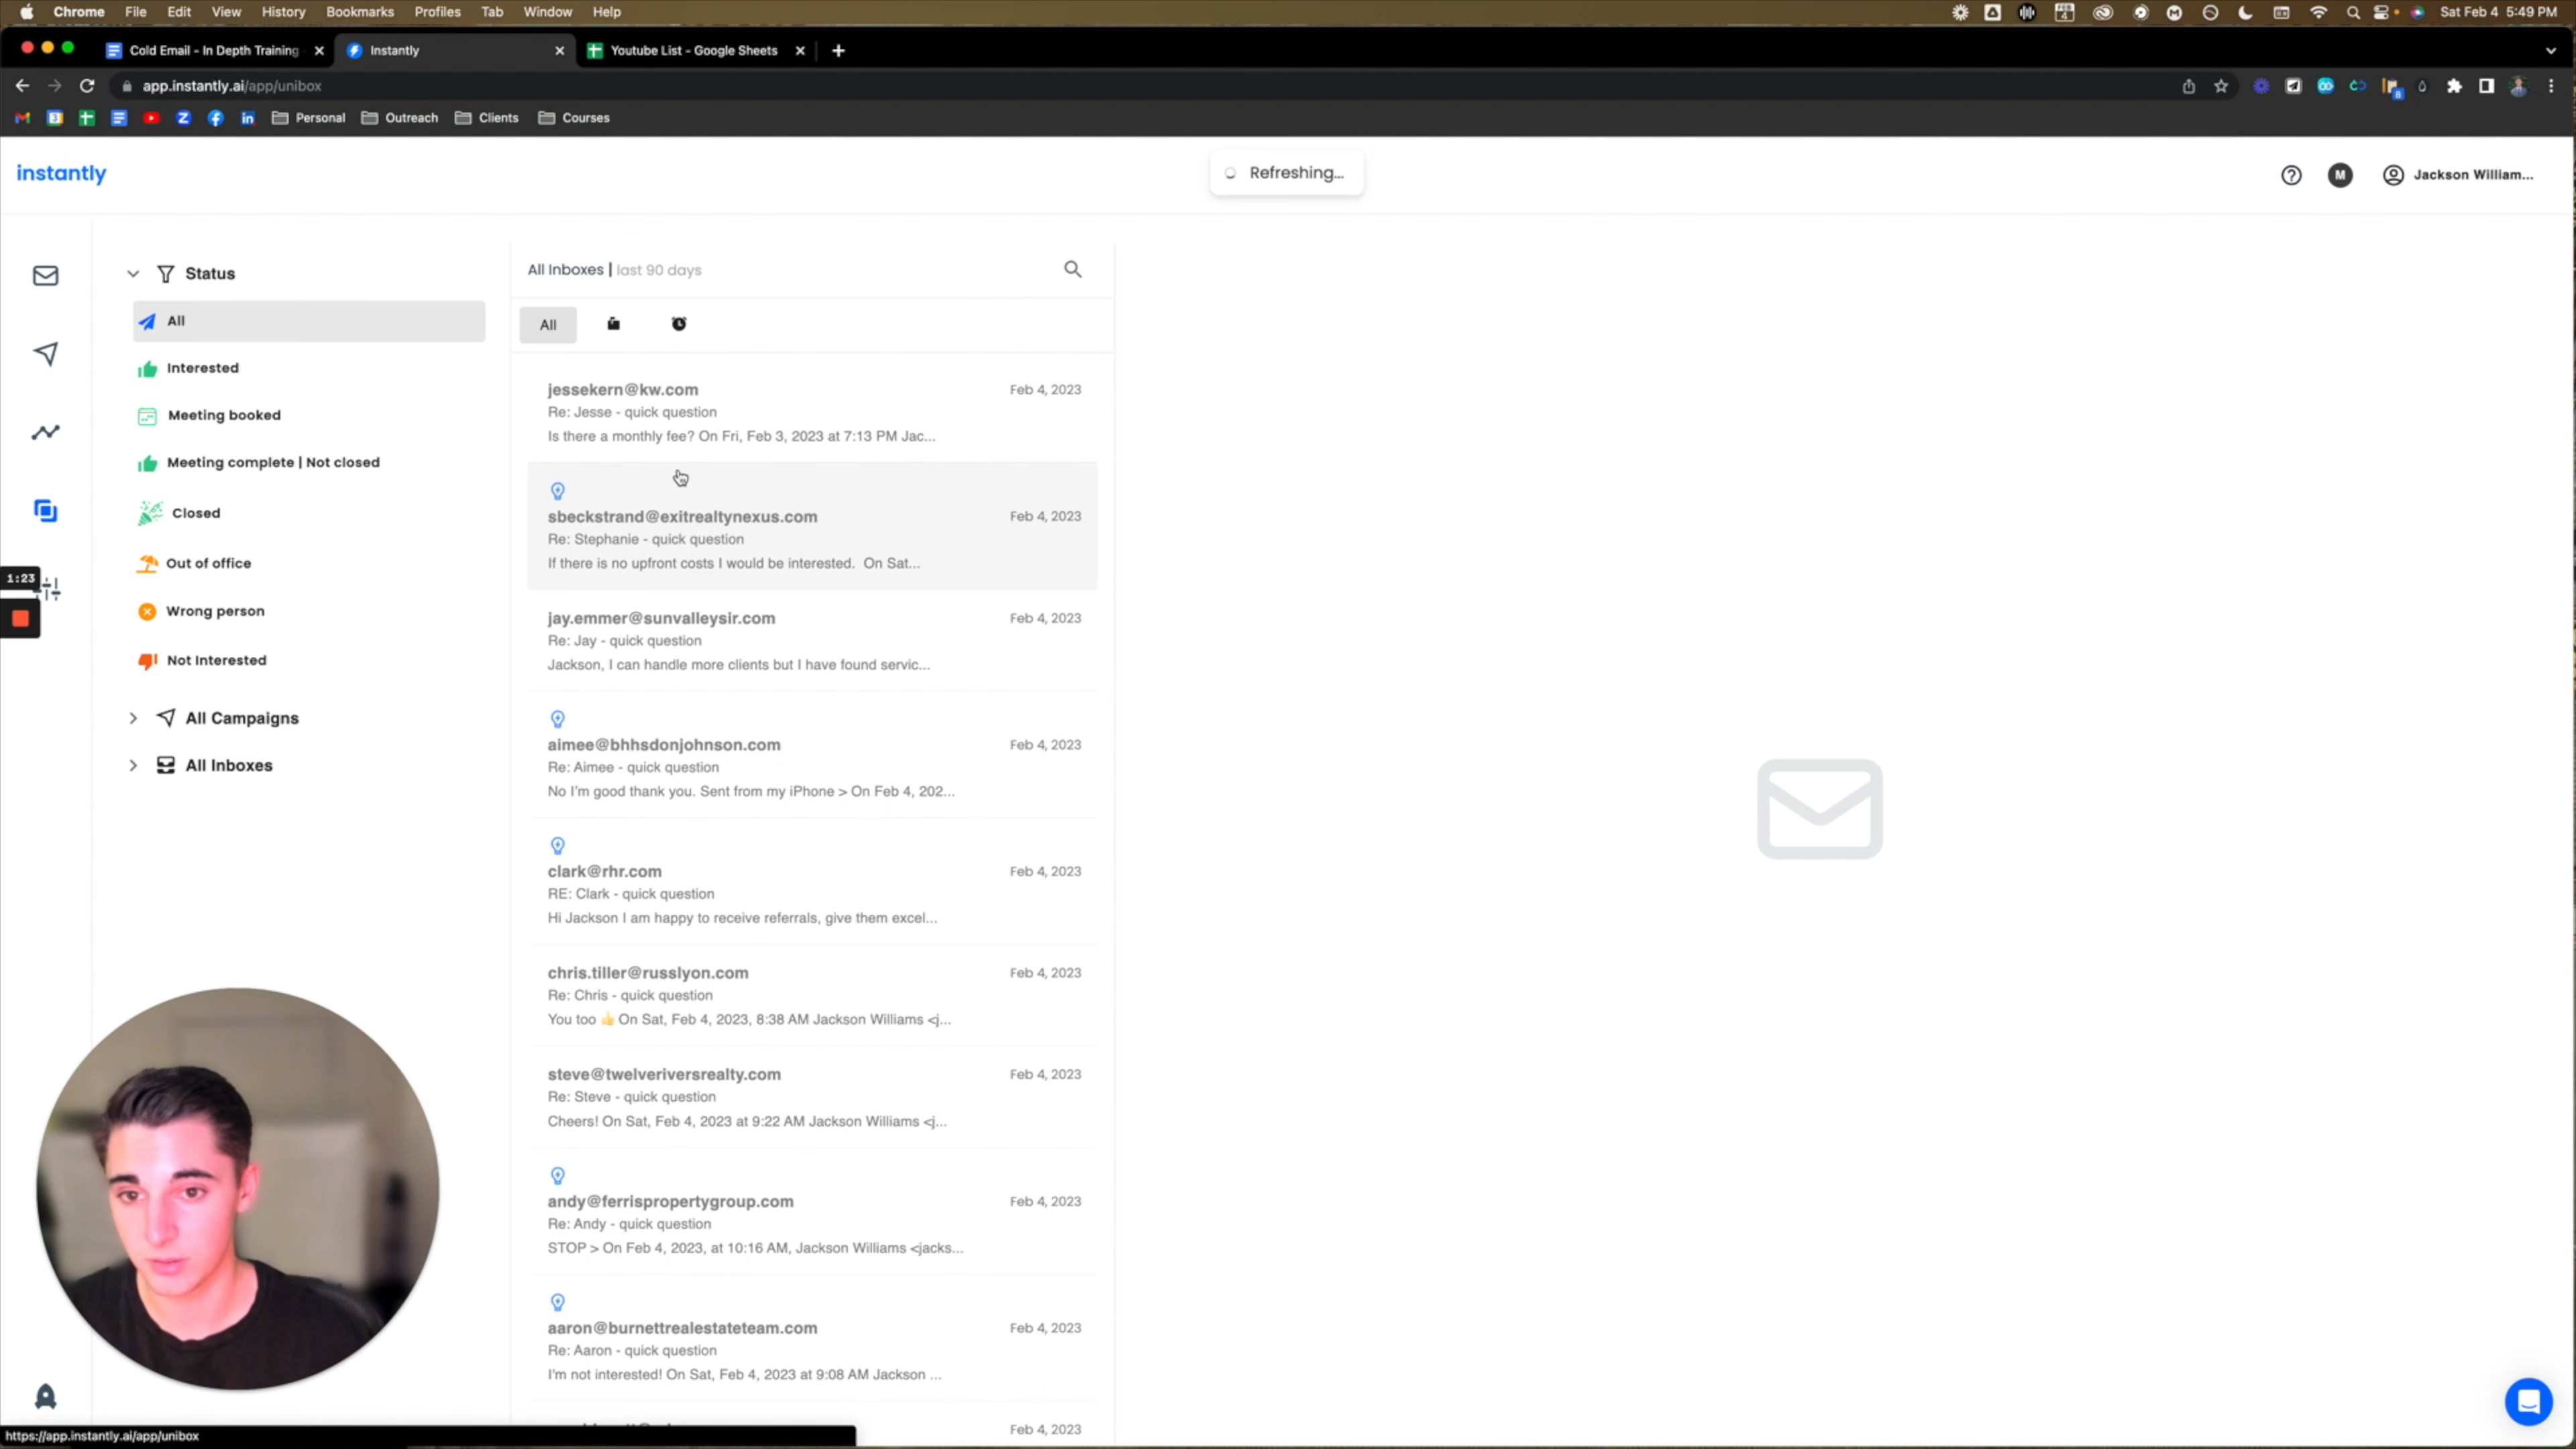 Chrome File Edit View History Bookmarks Profiles Tab Window Help
FEB 4
Sat Feb 4 5:49 PM
Cold Email - In Depth Training
Instantly
Youtube List - Google Sheets
app.instantly.ai/app/unibox
8
3
Personal Outreach Clients Courses
instantly
Refreshing...
M
Jackson William...
Status
All
Interested
Meeting booked
Meeting complete | Not closed
Closed
Out of office
Wrong person
Not Interested
All Campaigns
All Inboxes
1:23
All Inboxes | last 90 days
All
jessekern@kw.com Feb 4, 2023
Re: Jesse - quick question
Is there a monthly fee? On Fri, Feb 3, 2023 at 7:13 PM Jac...
sbeckstrand@exitrealtynexus.com Feb 4, 2023
Re: Stephanie - quick question
If there is no upfront costs I would be interested. On Sat...
jay.emmer@sunvalleysir.com Feb 4, 2023
Re: Jay - quick question
Jackson, I can handle more clients but I have found servic...
aimee@bhhsdonjohnson.com Feb 4, 2023
Re: Aimee - quick question
No I'm good thank you. Sent from my iPhone > On Feb 4, 202...
clark@rhr.com Feb 4, 2023
RE: Clark - quick question
Hi Jackson I am happy to receive referrals, give them excel...
chris.tiller@russlyon.com Feb 4, 2023
Re: Chris - quick question
You too 👍 On Sat, Feb 4, 2023, 8:38 AM Jackson Williams <j...
steve@twelveriversrealty.com Feb 4, 2023
Re: Steve - quick question
Cheers! On Sat, Feb 4, 2023 at 9:22 AM Jackson Williams <j...
andy@ferrispropertygroup.com Feb 4, 2023
Re: Andy - quick question
STOP > On Feb 4, 2023, at 10:16 AM, Jackson Williams <jacks...
aaron@burnettrealestateteam.com Feb 4, 2023
Re: Aaron - quick question
I'm not interested! On Sat, Feb 4, 2023 at 9:08 AM Jackson ...
Feb 4, 2023
https://app.instantly.ai/app/unibox